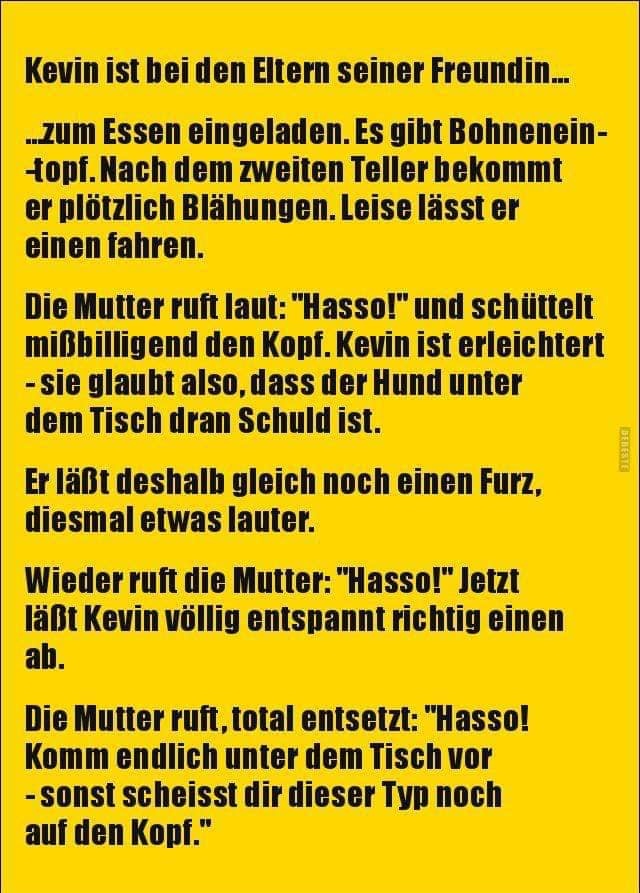 Kevin ist bei den Eltern seiner Freundin...
...zum Essen eingeladen. Es gibt Bohnenein-
-topf. Nach dem zweiten Teller bekommt
er plötzlich Blähungen. Leise lässt er
einen fahren.
Die Mutter ruft laut: "Hasso!" und schüttelt
mißbilligend den Kopf. Kevin ist erleichtert
- sie glaubt also, dass der Hund unter
dem Tisch dran Schuld ist.
Er läßt deshalb gleich noch einen Furz,
diesmal etwas lauter.
Wieder ruft die Mutter: "Hasso!" Jetzt
läßt Kevin völlig entspannt richtig einen
ab.
Die Mutter ruft, total entsetzt: "Hasso!
Komm endlich unter dem Tisch vor
- sonst scheisst dir dieser Typ noch
auf den Kopf."
DEBESTE